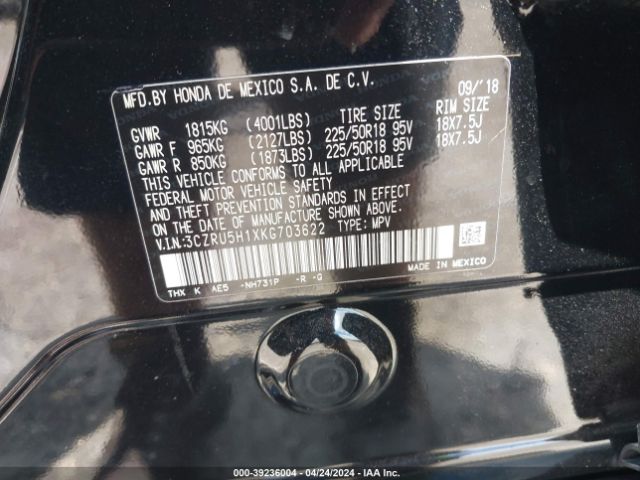 MFD.BY HONDA DE MEXICO S.A. DE C.V. 09/'18
TIRE SIZE RIM SIZE
GVWR 1815KG (4001LBS)
GAWR F 965KG (2127LBS) 225/50R18 95V 18X7.5J
GAWR R 850KG (1873LBS) 225/50R18 95V 18X7.5J
THIS VEHICLE CONFORMS TO ALL APPLICABLE
FEDERAL MOTOR VEHICLE SAFETY
AND THEFT PREVENTION STANDARDS IN EFFECT
ON THE DATE OF MANUFACTURE SHOWN ABOVE.
V.I.N:3CZRU5H1XKG703622 TYPE: MPV
THX K AE5 -NH731P -R -G
MADE IN MEXICO
000-39236004 - 04/24/2024 - IAA Inc.